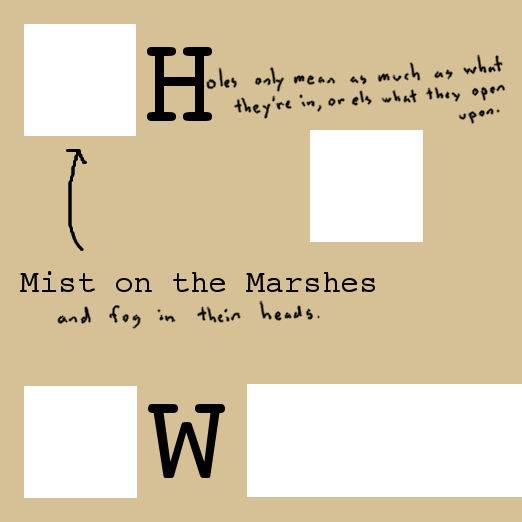 Holes only mean as much as what
they're in, or els what they open
upon.
Mist on the Marshes
and fog in their heads.
W